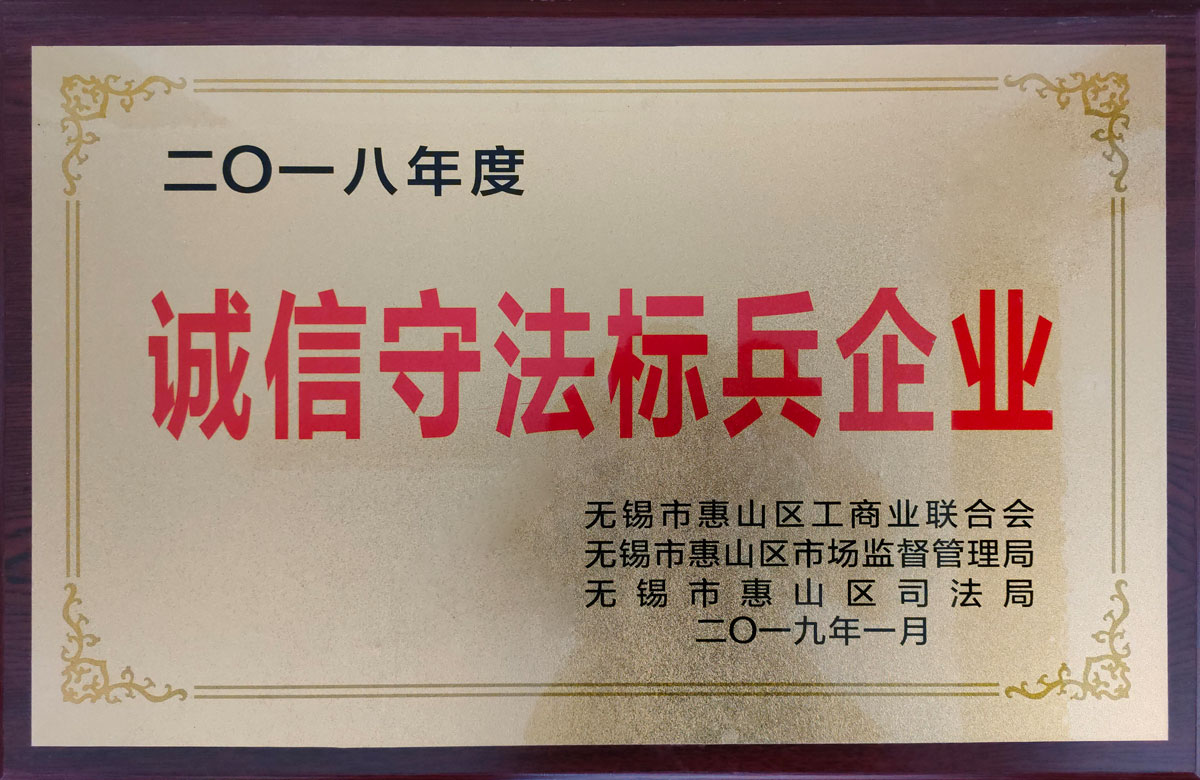 二〇一八年度
诚信守法标兵企业
无锡市惠山区工商业联合会
无锡市惠山区市场监督管理局
无锡市惠山区司法局
二〇一九年一月